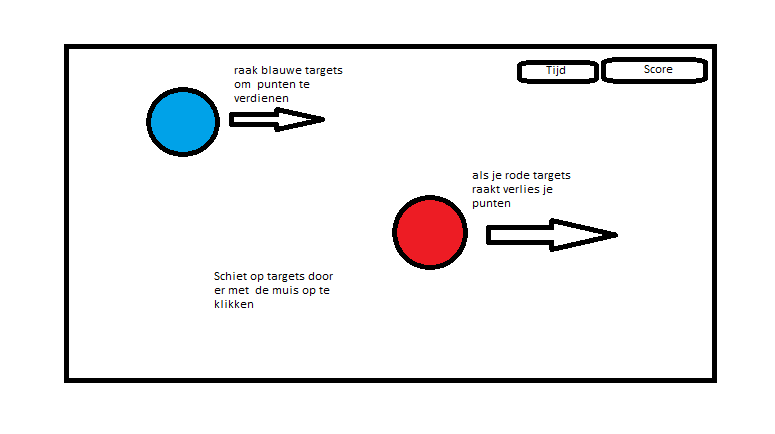 raak blauwe targets
om punten te
verdienen
Tijd
Score
als je rode targets
raakt verlies je
punten
Schiet op targets door
er met de muis op te
klikken